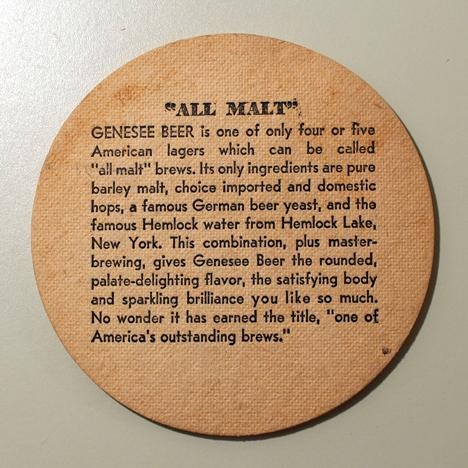 "ALL MALT"
GENESEE BEER is one of only four or five
American lagers which can be called
"all malt" brews. Its only ingredients are pure
barley malt, choice imported and domestic
hops, a famous German beer yeast, and the
famous Hemlock water from Hemlock Lake,
New York. This combination, plus master-
brewing, gives Genesee Beer the rounded,
palate-delighting flavor, the satisfying body
and sparkling brilliance you like so much.
No wonder it has earned the title, "one of
America's outstanding brews."